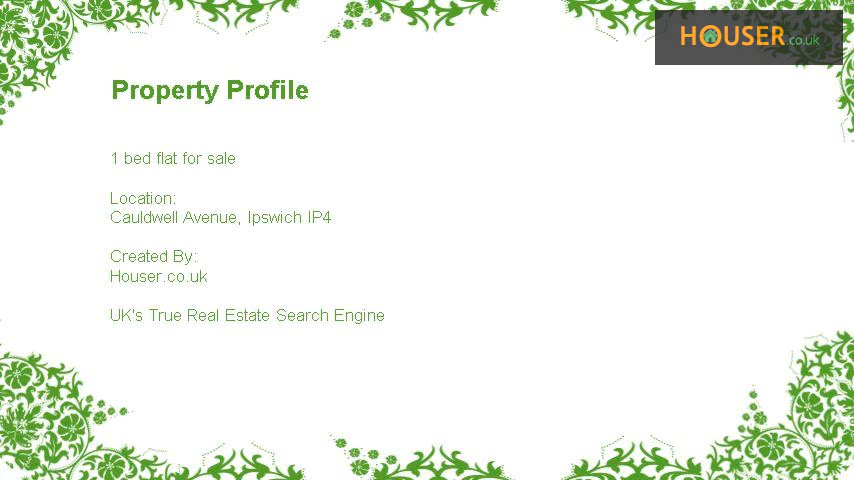 HOUSER.co.uk
Property Profile
1 bed flat for sale
Location:
Cauldwell Avenue, Ipswich IP4
Created By:
Houser.co.uk
UK's True Real Estate Search Engine